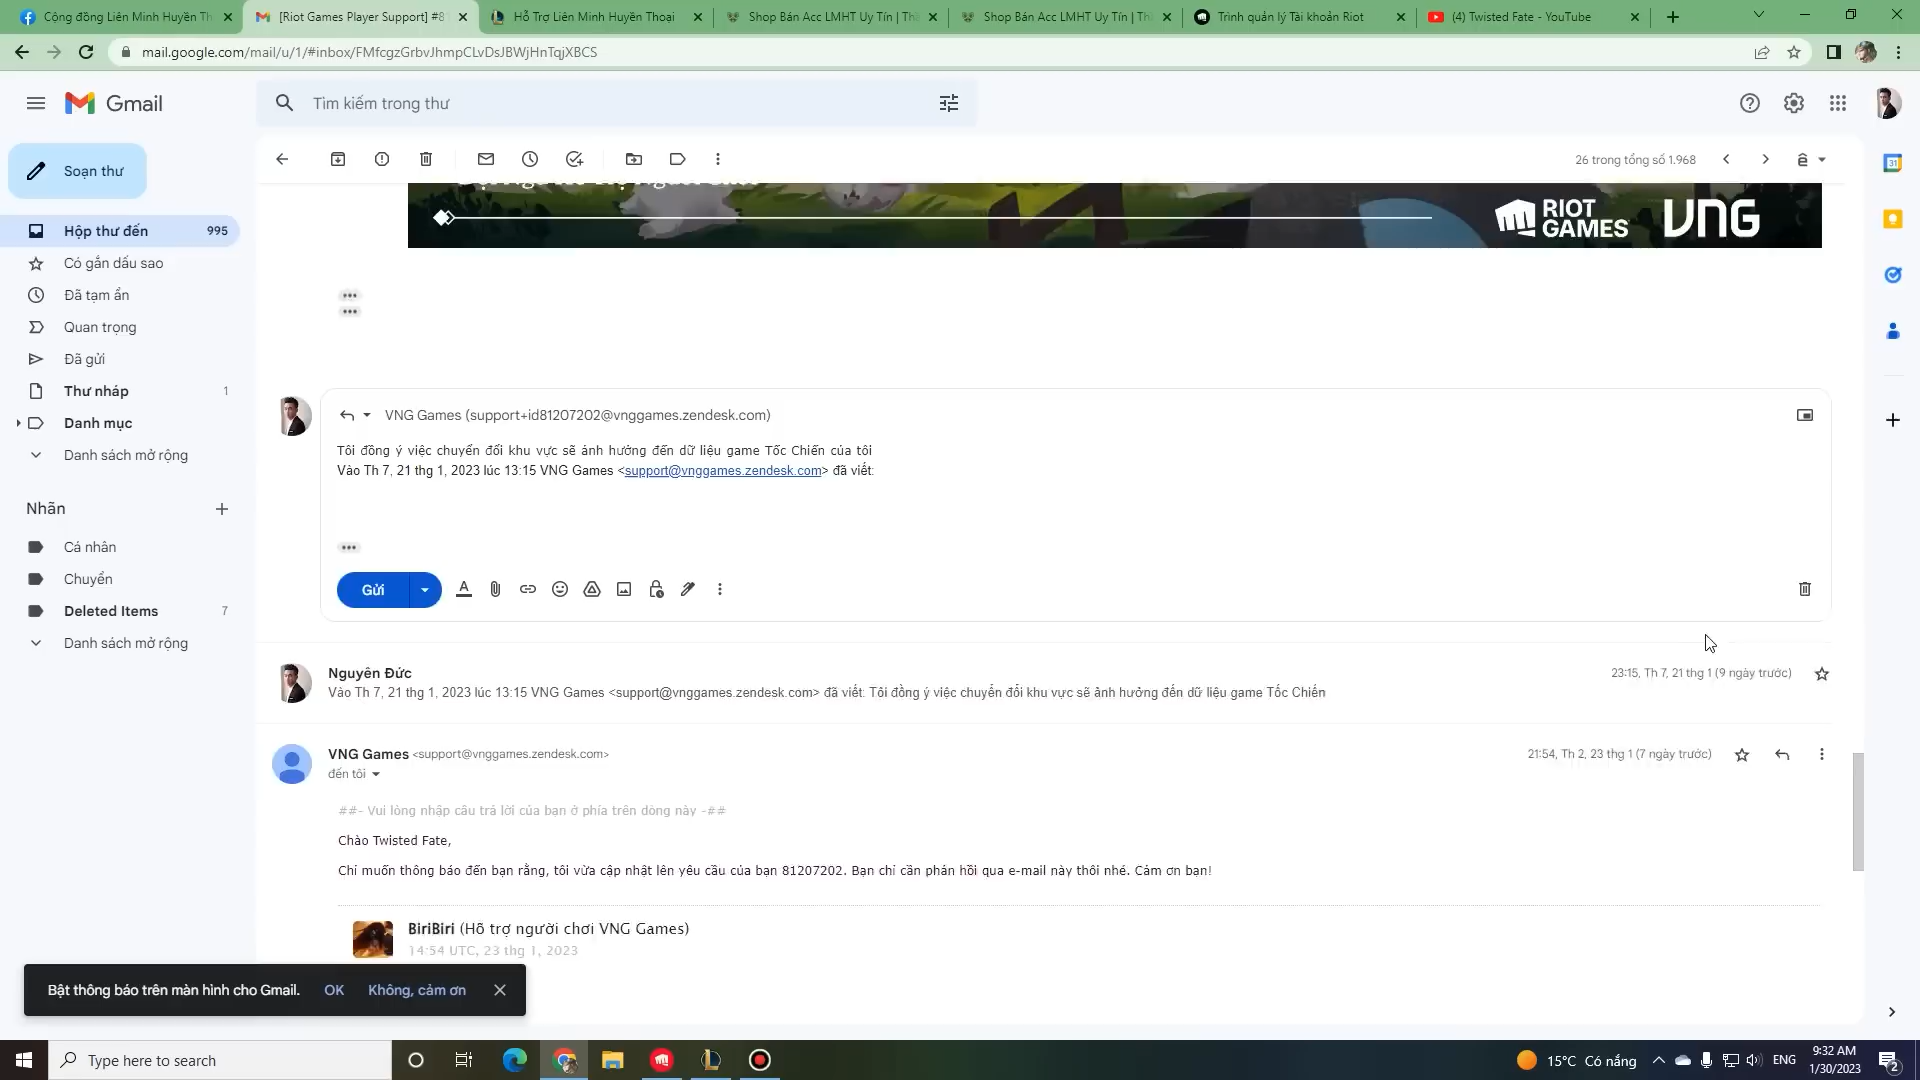 Cộng đồng Liên Minh Huyền Th
[Riot Games Player Support] #8
Hỗ Trợ Liên Minh Huyền Thoại
Shop Bán Acc LMHT Uy Tín | Th
Shop Bán Acc LMHT Uy Tín | Th
Trình quản lý Tài khoản Riot
(4) Twisted Fate - YouTube
mail.google.com/mail/u/1/#inbox/FMfcgzGrbvJhmpCLvDsJBWjHnTqjXBCS
Gmail
Tìm kiếm trong thư
Soạn thư
26 trong tổng số 1.968
Hộp thư đến 995
Có gắn dấu sao
Đã tạm ẩn
Quan trọng
Đã gửi
Thư nháp 1
Danh mục
Danh sách mở rộng
Nhãn
Cá nhân
Chuyển
Deleted Items 7
Danh sách mở rộng
RIOT GAMES
VNG
VNG Games (support+id81207202@vnggames.zendesk.com)
Tôi đồng ý việc chuyển đổi khu vực sẽ ảnh hưởng đến dữ liệu game Tốc Chiến của tôi
Vào Th 7, 21 thg 1, 2023 lúc 13:15 VNG Games <support@vnggames.zendesk.com> đã viết:
Gửi
Nguyên Đức
23:15, Th 7, 21 thg 1 (9 ngày trước)
Vào Th 7, 21 thg 1, 2023 lúc 13:15 VNG Games <support@vnggames.zendesk.com> đã viết: Tôi đồng ý việc chuyển đổi khu vực sẽ ảnh hưởng đến dữ liệu game Tốc Chiến
VNG Games <support@vnggames.zendesk.com>
21:54, Th 2, 23 thg 1 (7 ngày trước)
đến tôi
##- Vui lòng nhập câu trả lời của bạn ở phía trên dòng này -##
Chào Twisted Fate,
Chỉ muốn thông báo đến bạn rằng, tôi vừa cập nhật lên yêu cầu của bạn 81207202. Bạn chỉ cần phản hồi qua e-mail này thôi nhé. Cảm ơn bạn!
BiriBiri (Hỗ trợ người chơi VNG Games)
14:54 UTC, 23 thg 1, 2023
Bật thông báo trên màn hình cho Gmail. OK Không, cảm ơn
Type here to search
15°C Có nắng
ENG
9:32 AM
1/30/2023
2